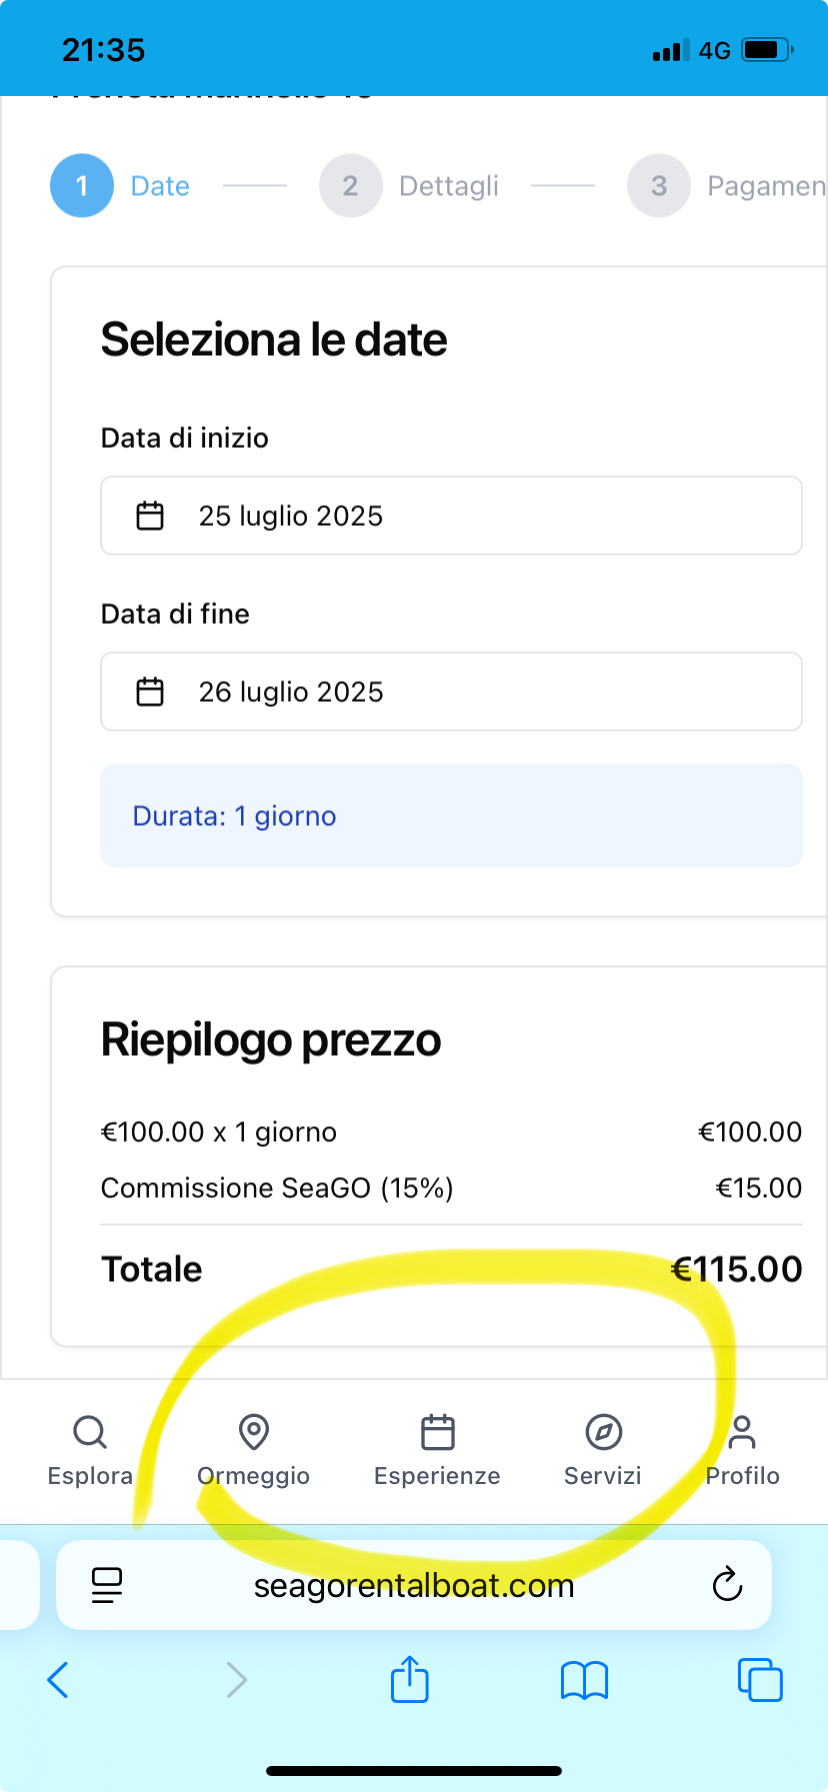 21:35 4G
1 Date 2 Dettagli 3 Pagamen
Seleziona le date
Data di inizio
25 luglio 2025
Data di fine
26 luglio 2025
Durata: 1 giorno
Riepilogo prezzo
€100.00 x 1 giorno €100.00
Commissione SeaGO (15%) €15.00
Totale €115.00
Esplora Ormeggio Esperienze Servizi Profilo
seagorentalboat.com